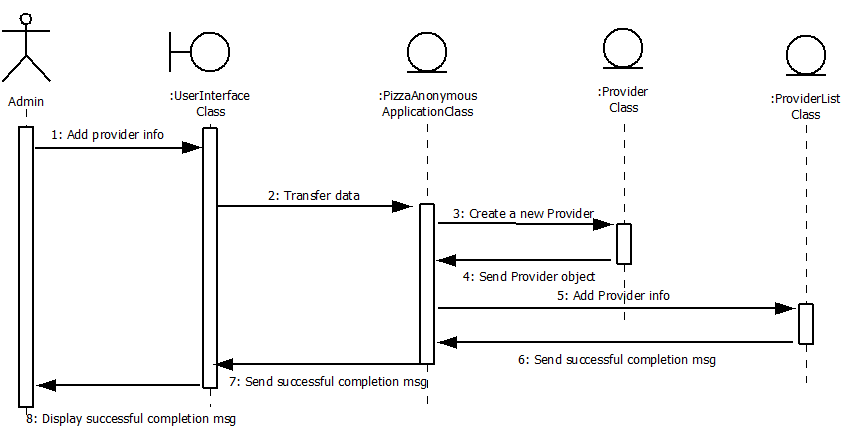 Admin
:UserInterface
Class
:PizzaAnonymous
ApplicationClass
:Provider
Class
:ProviderList
Class
1: Add provider info
2: Transfer data
3: Create a new Provider
4: Send Provider object
5: Add Provider info
6: Send successful completion msg
7: Send successful completion msg
8: Display successful completion msg